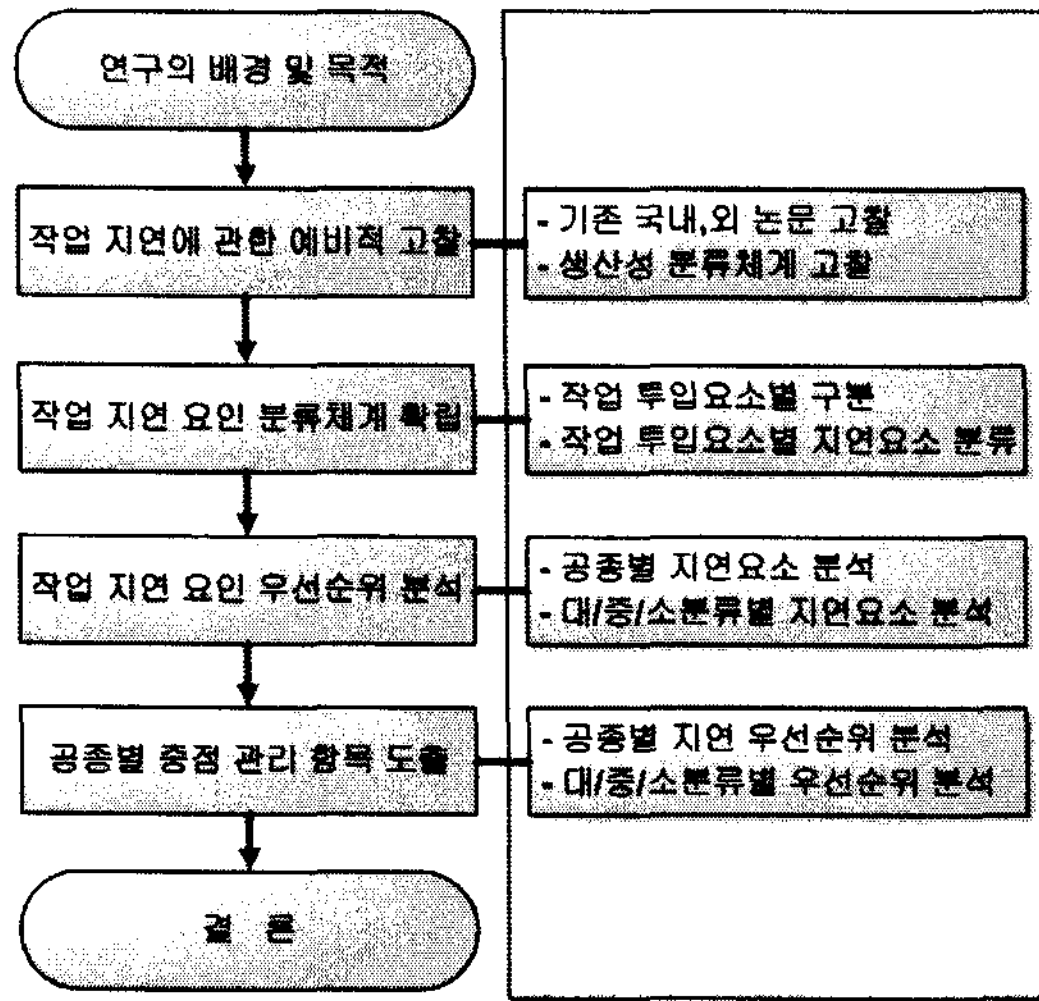 연구의 배경 및 목적
작업 지연에 관한 예비적 고찰
- 기존 국내,외 논문 고찰
- 생산성 분류체계 고찰
작업 지연 요인 분류체계 확립
- 작업 투입요소별 구분
- 작업 투입요소별 지연요소 분류
작업 지연 요인 우선순위 분석
- 공종별 지연요소 분석
- 대/중/소분류별 지연요소 분석
공종별 중점 관리 항목 도출
- 공종별 지연 우선순위 분석
- 대/중/소분류별 우선순위 분석
결 론